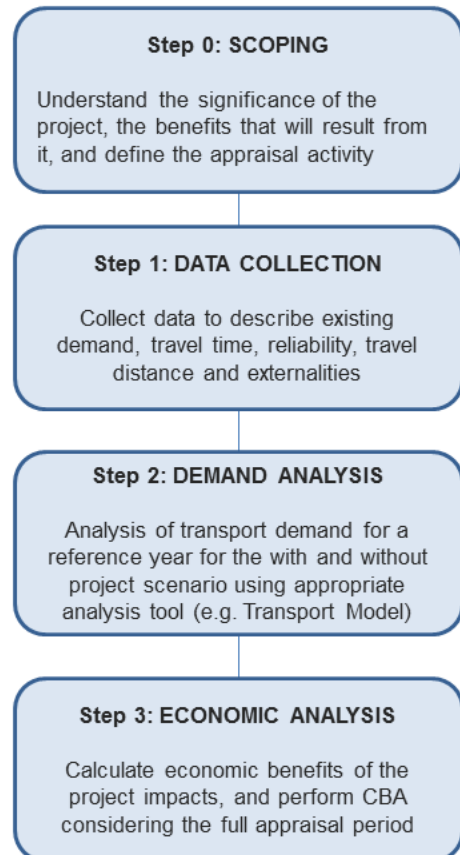 Step 0: SCOPING
Understand the significance of the
project, the benefits that will result from
it, and define the appraisal activity
Step 1: DATA COLLECTION
Collect data to describe existing
demand, travel time, reliability, travel
distance and externalities
Step 2: DEMAND ANALYSIS
Analysis of transport demand for a
reference year for the with and without
project scenario using appropriate
analysis tool (e.g. Transport Model)
Step 3: ECONOMIC ANALYSIS
Calculate economic benefits of the
project impacts, and perform CBA
considering the full appraisal period